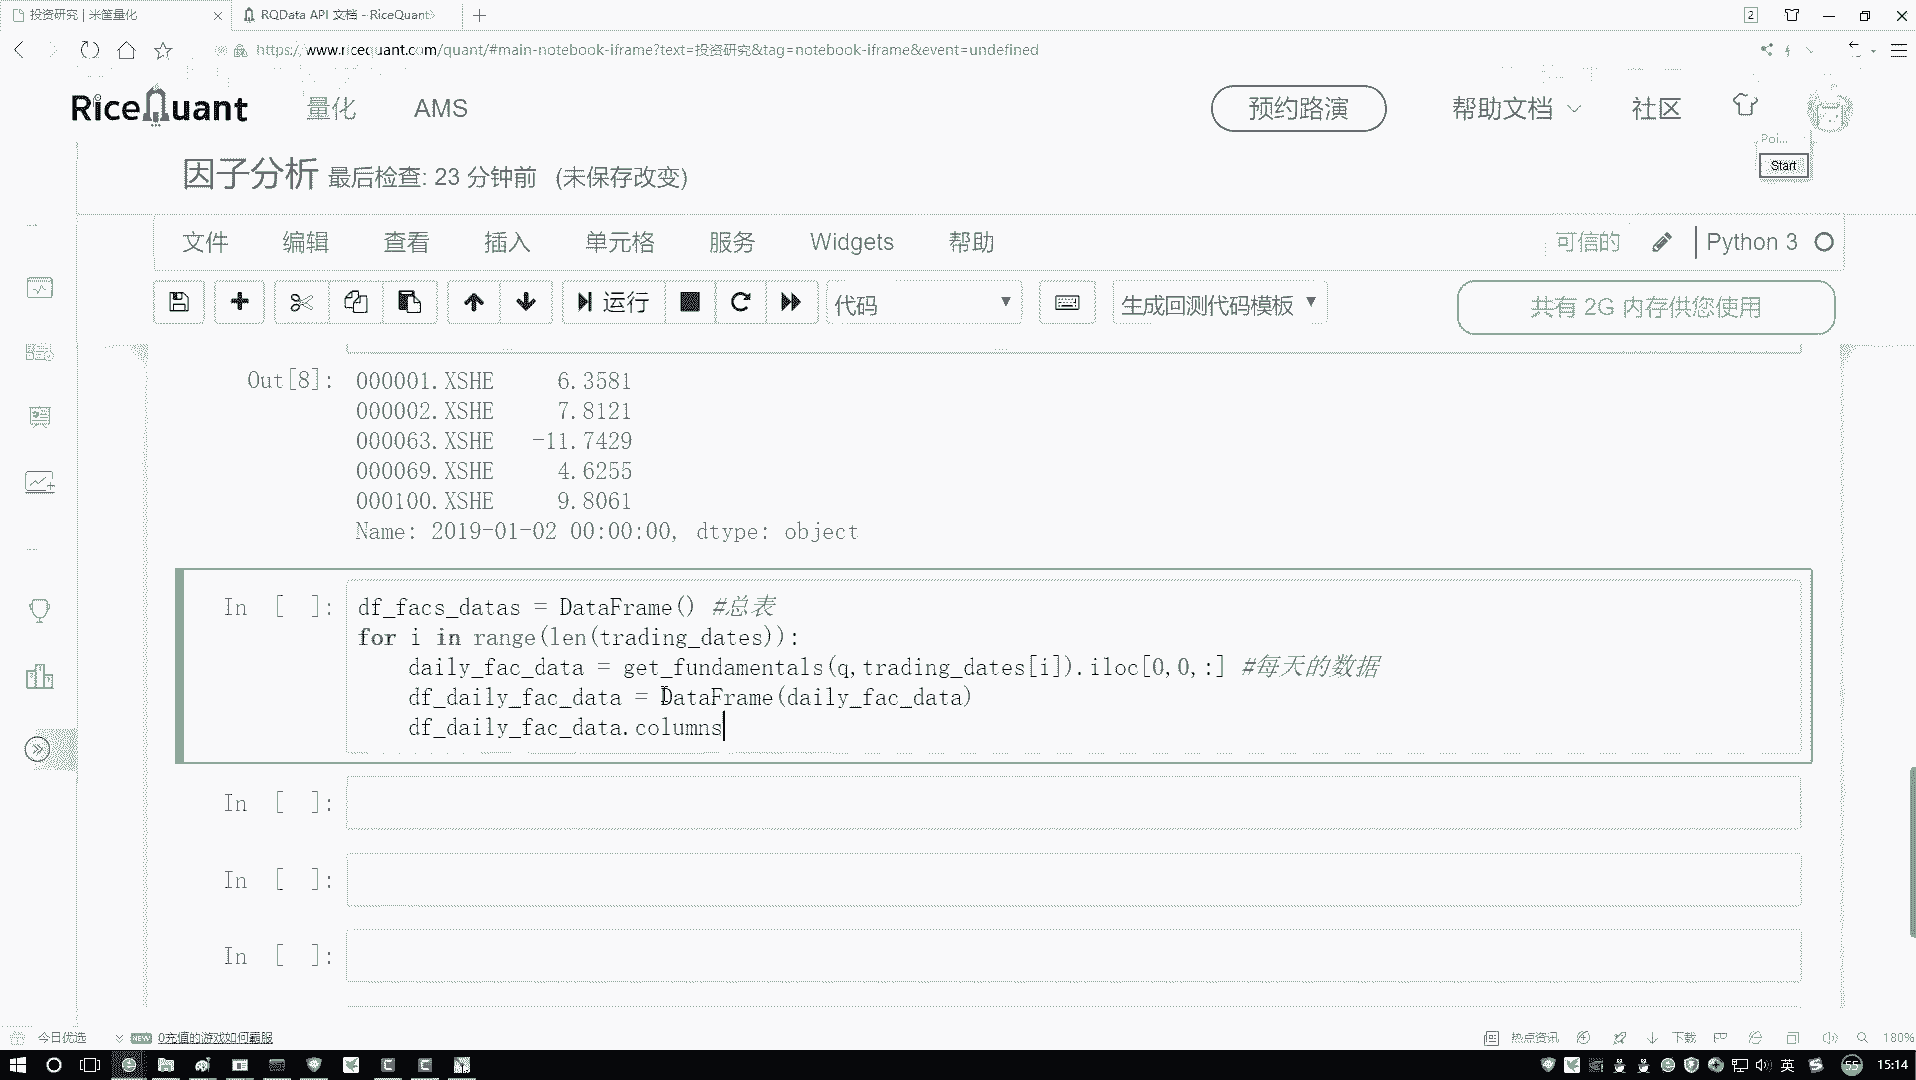 投资研究 | 米筐量化
RQData API 文档 - RiceQuant
2
https://www.ricequant.com/quant/#main-notebook-iframe?text=投资研究&tag=notebook-iframe&event=undefined
RiceQuant 量化 AMS 预约路演 帮助文档 社区
Poi...
Start
因子分析 最后检查: 23 分钟前 (未保存改变)
文件 编辑 查看 插入 单元格 服务 Widgets 帮助 可信的 Python 3
运行 代码 生成回测代码模板 共有 2G 内存供您使用
Out[8]: 000001.XSHE 6.3581
000002.XSHE 7.8121
000063.XSHE -11.7429
000069.XSHE 4.6255
000100.XSHE 9.8061
Name: 2019-01-02 00:00:00, dtype: object
In [ ]: df_facs_datas = DataFrame() #总表
for i in range(len(trading_dates)):
daily_fac_data = get_fundamentals(q,trading_dates[i]).iloc[0,0,:] #每天的数据
df_daily_fac_data = DataFrame(daily_fac_data)
df_daily_fac_data.columns
In [ ]:
In [ ]:
In [ ]:
今日优选 NEW 0充值的游戏如何霸服 热点资讯 下载 180%
英 55 15:14